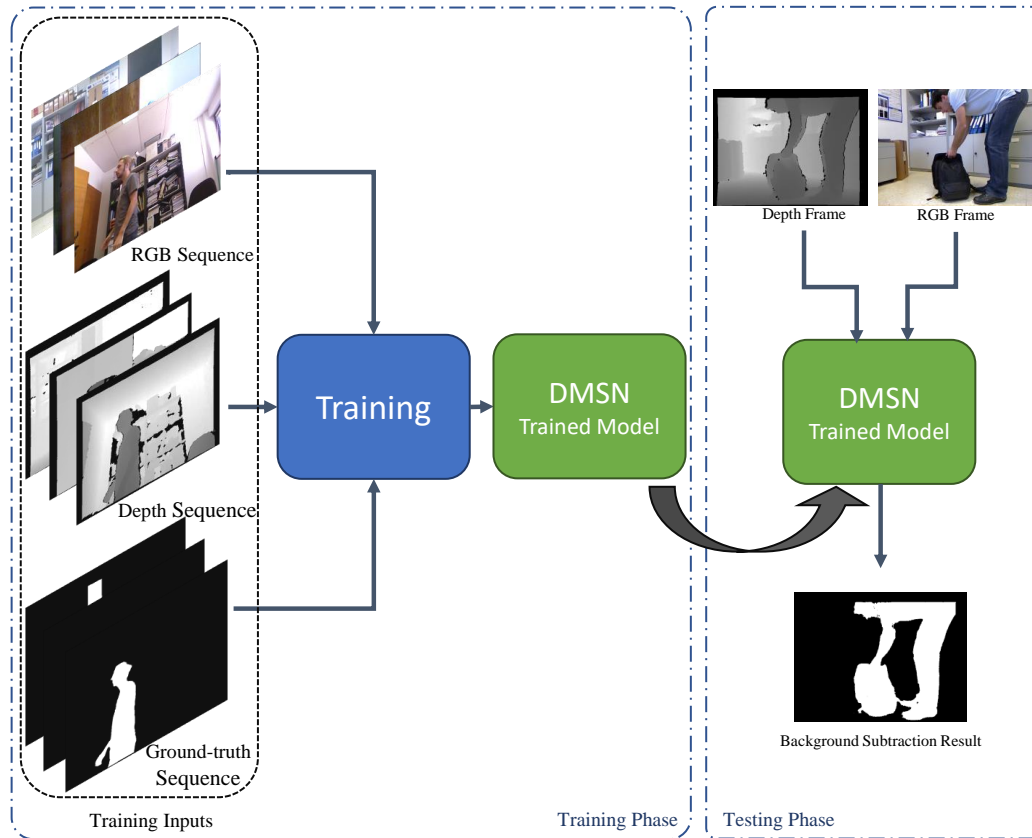 RGB Sequence
Depth Sequence
Ground-truth
Sequence
Training Inputs
Training
DMSN
Trained Model
Training Phase
Depth Frame
RGB Frame
DMSN
Trained Model
Background Subtraction Result
Testing Phase